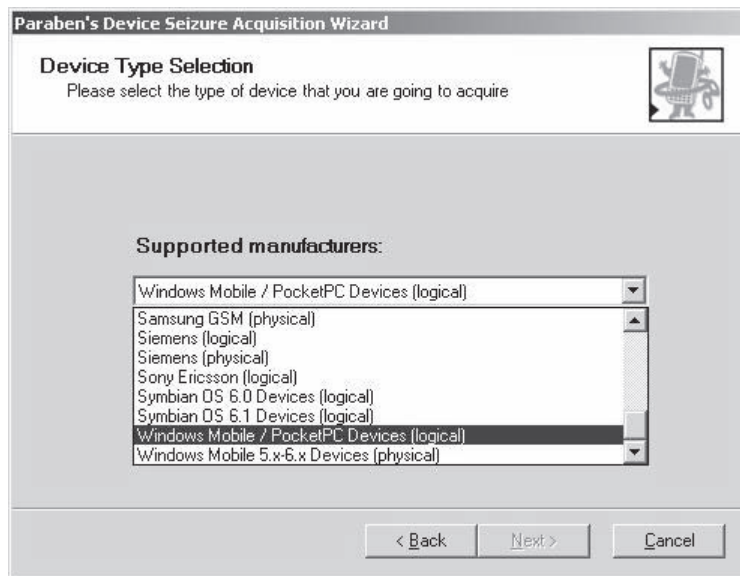 Paraben's Device Seizure Acquisition Wizard
Device Type Selection
Please select the type of device that you are going to acquire
Supported manufacturers:
Windows Mobile / PocketPC Devices (logical)
Samsung GSM (physical)
Siemens (logical)
Siemens (physical)
Sony Ericsson (logical)
Symbian OS 6.0 Devices (logical)
Symbian OS 6.1 Devices (logical)
Windows Mobile / PocketPC Devices (logical)
Windows Mobile 5.x-6.x Devices (physical)
< Back Next > Cancel